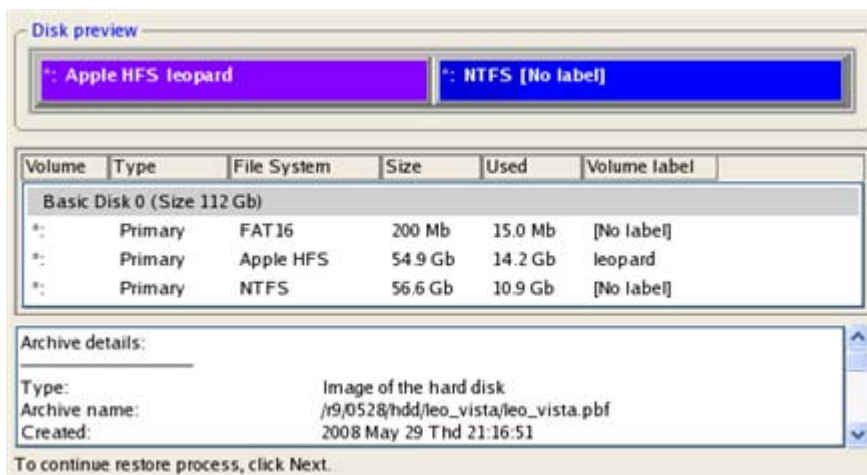 Disk preview
*: Apple HFS leopard *: NTFS [No label]
Volume Type File System Size Used Volume label
Basic Disk 0 (Size 112 Gb)
*: Primary FAT16 200 Mb 15.0 Mb [No label]
*: Primary Apple HFS 54.9 Gb 14.2 Gb leopard
*: Primary NTFS 56.6 Gb 10.9 Gb [No label]
Archive details:
Type: Image of the hard disk
Archive name: /r9/0528/hdd/leo_vista/leo_vista.pbf
Created: 2008 May 29 Thd 21:16:51
To continue restore process, click Next.